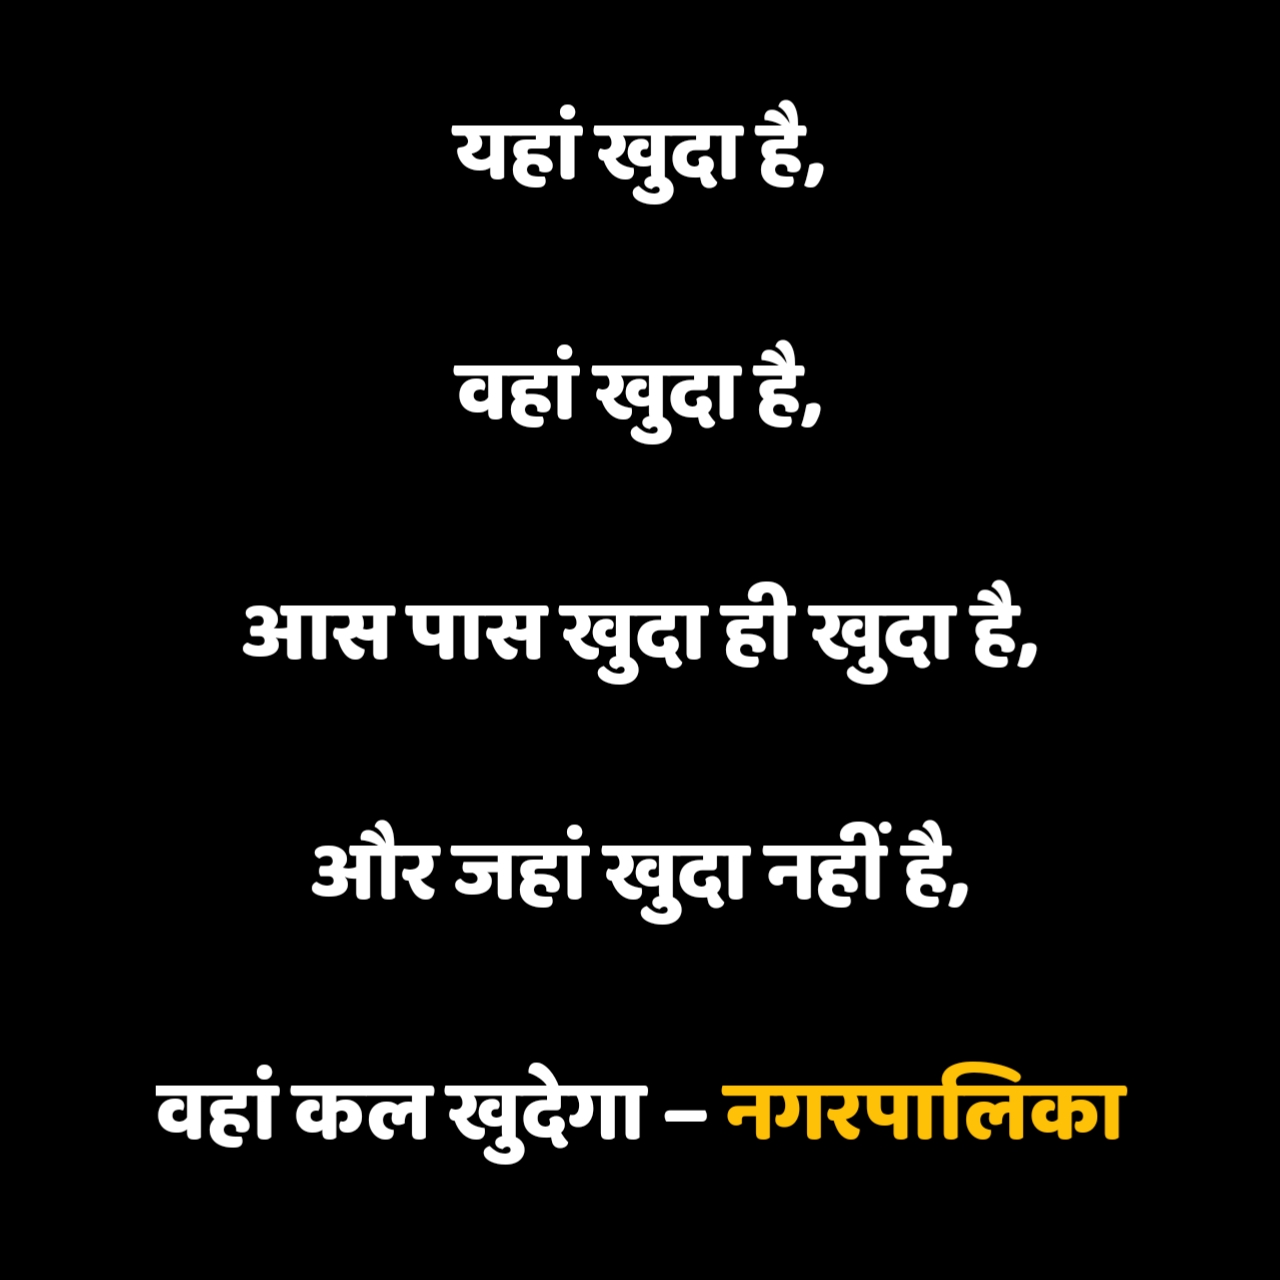 यहां खुदा है,
वहां खुदा है,
आस पास खुदा ही खुदा है,
और जहां खुदा नहीं है,
वहां कल खुदेगा – नगरपालिका